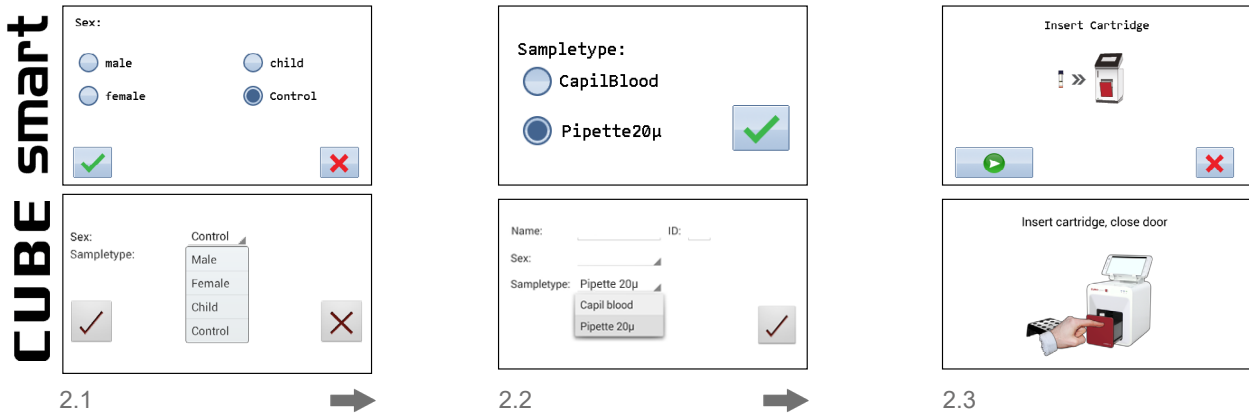 smart
Sex:
male
child
female
Control
Sampletype:
CapilBlood
Pipette20µ
Insert Cartridge
CUBE
Sex:
Control
Sampletype:
Male
Female
Child
Control
Name:
ID:
Sex:
Sampletype:
Pipette 20µ
Capil blood
Pipette 20µ
Insert cartridge, close door
2.1
2.2
2.3